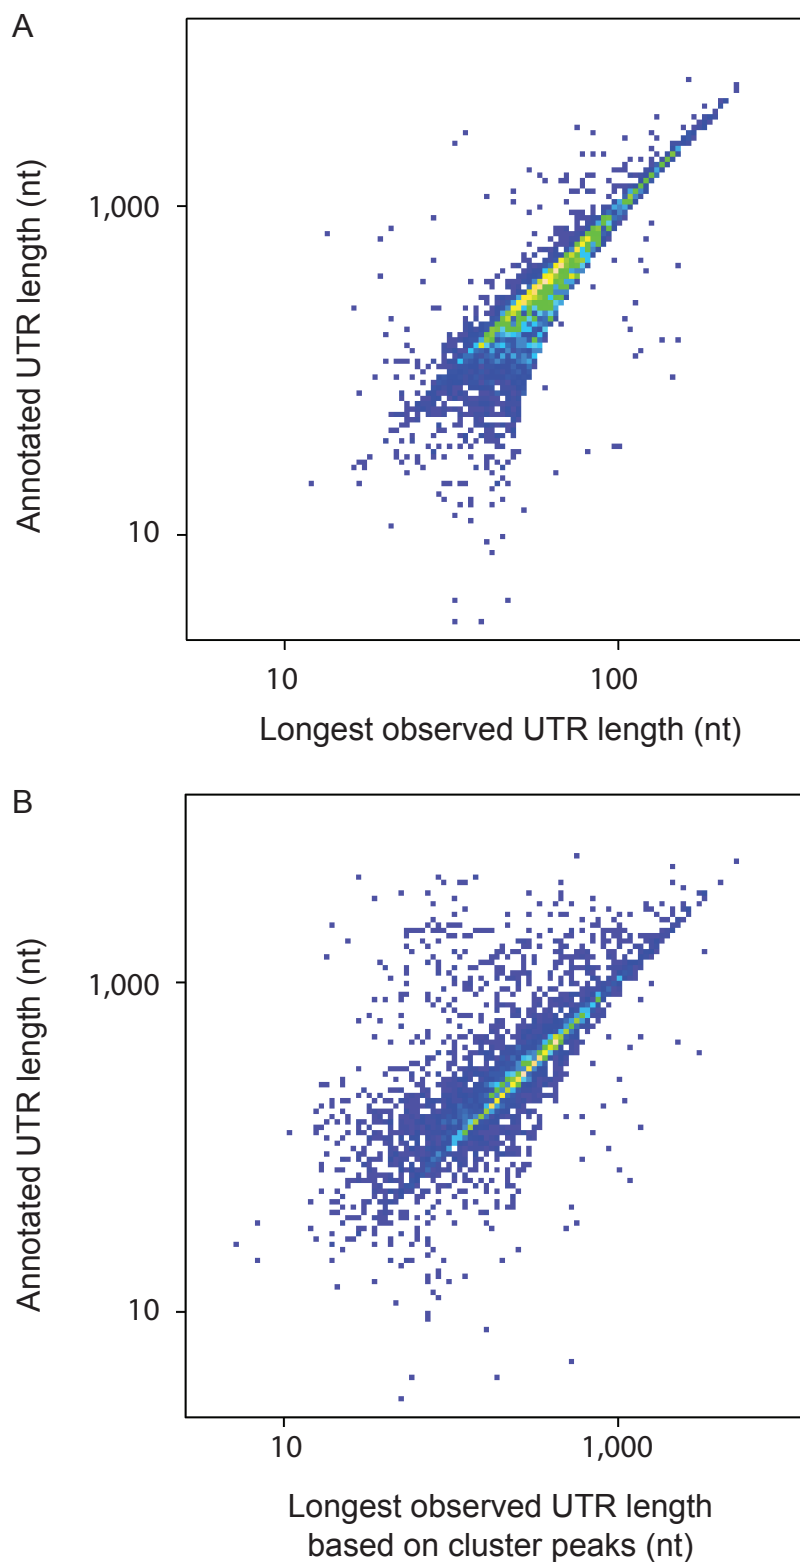 A
Annotated UTR length (nt)
1,000
10
10
100
Longest observed UTR length (nt)
B
Annotated UTR length (nt)
1,000
10
10
1,000
Longest observed UTR length
based on cluster peaks (nt)